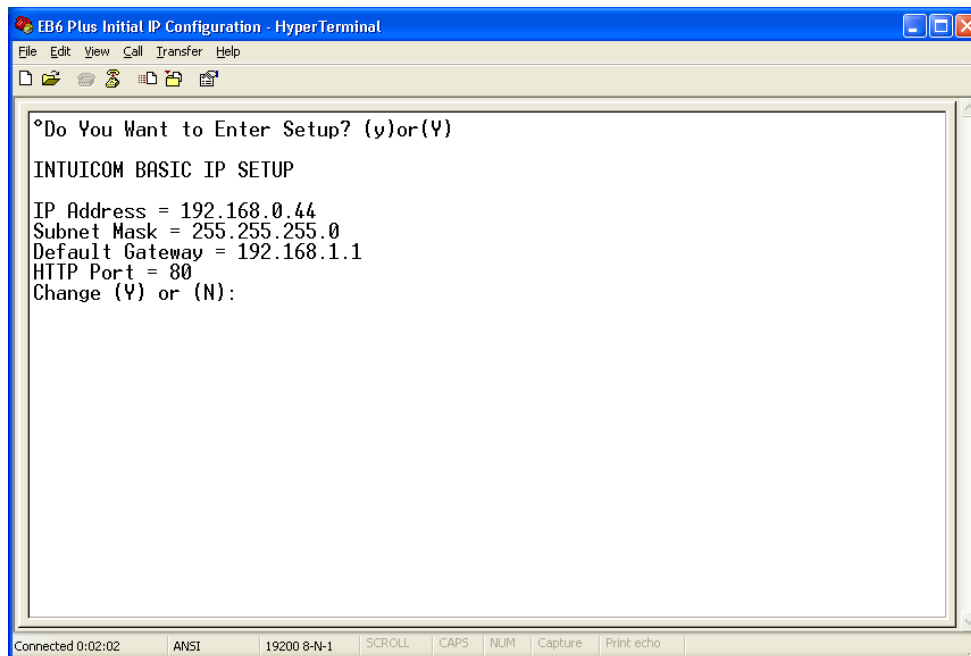 EB6 Plus Initial IP Configuration - HyperTerminal
File Edit View Call Transfer Help
°Do You Want to Enter Setup? (y)or(Y)
INTUICOM BASIC IP SETUP
IP Address = 192.168.0.44
Subnet Mask = 255.255.255.0
Default Gateway = 192.168.1.1
HTTP Port = 80
Change (Y) or (N):
Connected 0:02:02 ANSI 19200 8-N-1 SCROLL CAPS NUM Capture Print echo